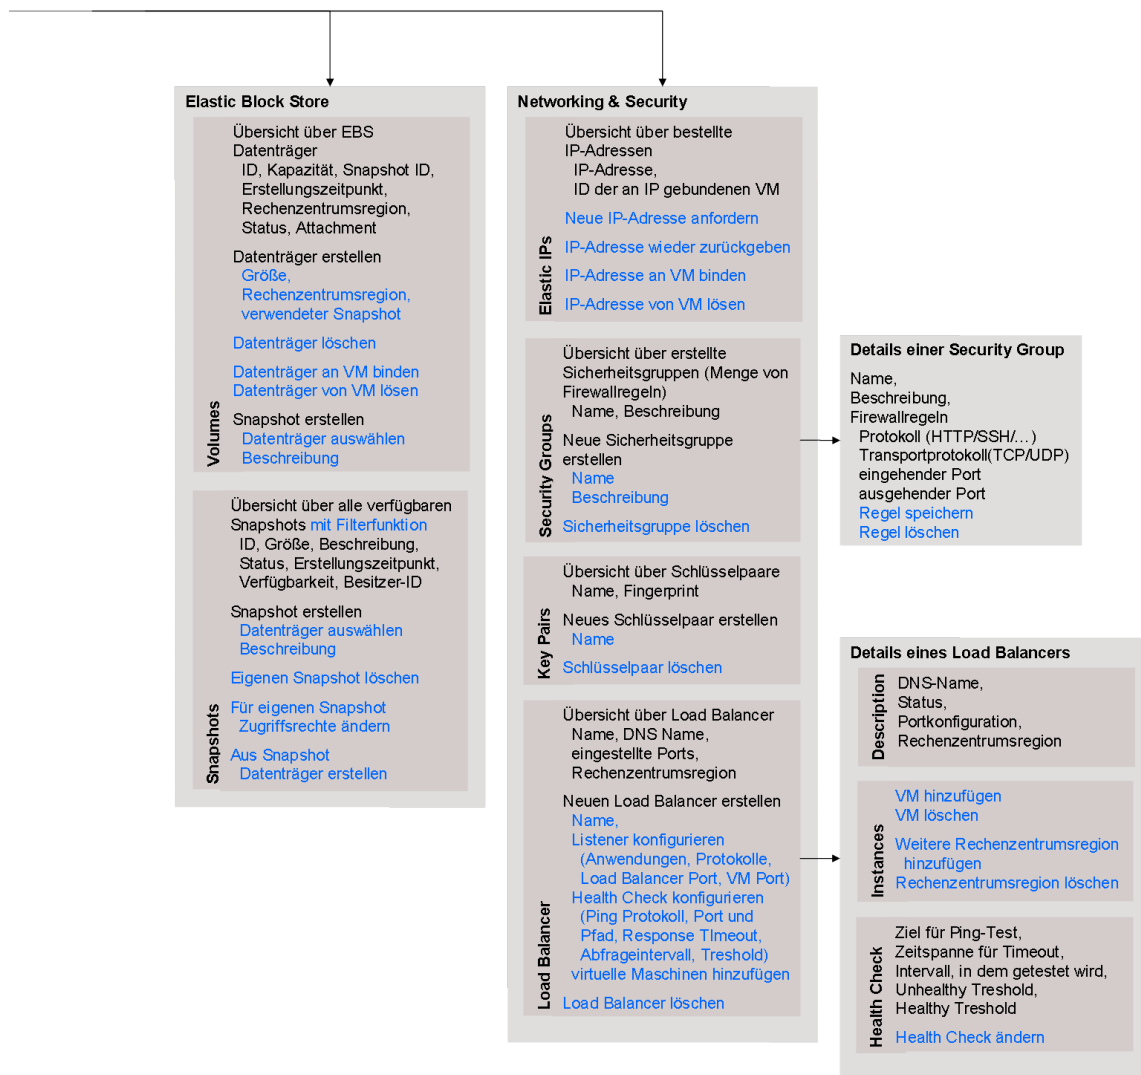 Elastic Block Store
Volumes
Übersicht über EBS
Datenträger
ID, Kapazität, Snapshot ID,
Erstellungszeitpunkt,
Rechenzentrumsregion,
Status, Attachment
Datenträger erstellen
Größe,
Rechenzentrumsregion,
verwendeter Snapshot
Datenträger löschen
Datenträger an VM binden
Datenträger von VM lösen
Snapshot erstellen
Datenträger auswählen
Beschreibung
Snapshots
Übersicht über alle verfügbaren
Snapshots mit Filterfunktion
ID, Größe, Beschreibung,
Status, Erstellungszeitpunkt,
Verfügbarkeit, Besitzer-ID
Snapshot erstellen
Datenträger auswählen
Beschreibung
Eigenen Snapshot löschen
Für eigenen Snapshot
Zugriffsrechte ändern
Aus Snapshot
Datenträger erstellen
Networking & Security
Elastic IPs
Übersicht über bestellte
IP-Adressen
IP-Adresse,
ID der an IP gebundenen VM
Neue IP-Adresse anfordern
IP-Adresse wieder zurückgeben
IP-Adresse an VM binden
IP-Adresse von VM lösen
Security Groups
Übersicht über erstellte
Sicherheitsgruppen (Menge von
Firewallregeln)
Name, Beschreibung
Neue Sicherheitsgruppe
erstellen
Name
Beschreibung
Sicherheitsgruppe löschen
Key Pairs
Übersicht über Schlüsselpaare
Name, Fingerprint
Neues Schlüsselpaar erstellen
Name
Schlüsselpaar löschen
Load Balancer
Übersicht über Load Balancer
Name, DNS Name,
eingestellte Ports,
Rechenzentrumsregion
Neuen Load Balancer erstellen
Name,
Listener konfigurieren
(Anwendungen, Protokolle,
Load Balancer Port, VM Port)
Health Check konfigurieren
(Ping Protokoll, Port und
Pfad, Response TImeout,
Abfrageintervall, Treshold)
virtuelle Maschinen hinzufügen
Load Balancer löschen
Details einer Security Group
Name,
Beschreibung,
Firewallregeln
Protokoll (HTTP/SSH/...)
Transportprotokoll(TCP/UDP)
eingehender Port
ausgehender Port
Regel speichern
Regel löschen
Details eines Load Balancers
Description
DNS-Name,
Status,
Portkonfiguration,
Rechenzentrumsregion
Instances
VM hinzufügen
VM löschen
Weitere Rechenzentrumsregion
hinzufügen
Rechenzentrumsregion löschen
Health Check
Ziel für Ping-Test,
Zeitspanne für Timeout,
Intervall, in dem getestet wird,
Unhealthy Treshold,
Healthy Treshold
Health Check ändern